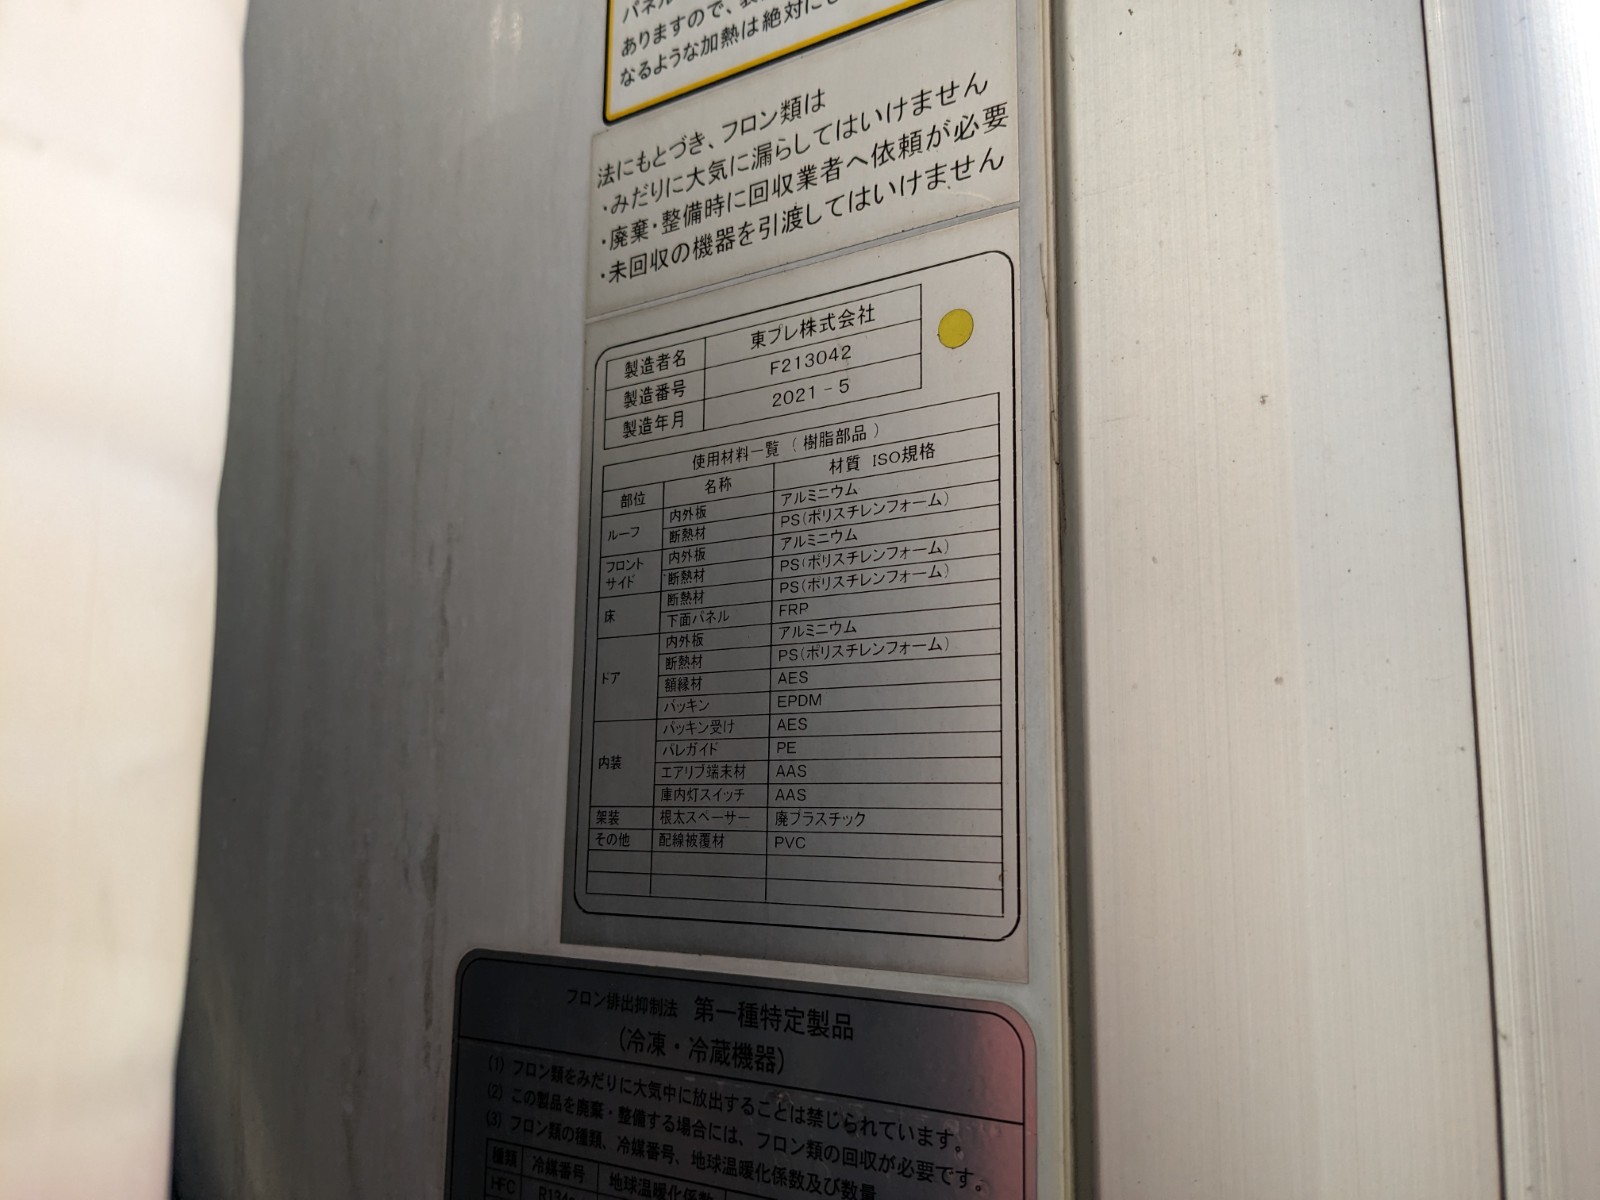 パネル
ありますので、
なるような加熱は絶対に
法にもとづき、フロン類は
・みだりに大気に漏らしてはいけません
・廃棄・整備時に回収業者へ依頼が必要
・未回収の機器を引渡してはいけません
製造者名 東プレ株式会社
製造番号 F213042
製造年月 2021-5
使用材料一覧（樹脂部品）
部位 名称 材質 ISO規格
ルーフ 内外板 アルミニウム
断熱材 PS(ポリスチレンフォーム)
フロント サイド 内外板 アルミニウム
断熱材 PS(ポリスチレンフォーム)
床 断熱材 PS(ポリスチレンフォーム)
下面パネル FRP
ドア 内外板 アルミニウム
断熱材 PS(ポリスチレンフォーム)
額縁材 AES
パッキン EPDM
内装 パッキン受け AES
バレガイド PE
エアリブ端末材 AAS
庫内灯スイッチ AAS
架装 根太スペーサー 廃プラスチック
その他 配線被覆材 PVC
フロン排出抑制法 第一種特定製品
(冷凍・冷蔵機器)
(1) フロン類をみだりに大気中に放出することは禁じられています。
(2) この製品を廃棄・整備する場合には、フロン類の回収が必要です。
(3) フロン類の種類、冷媒番号、地球温暖化係数及び数量
種類 冷媒番号 地球温暖化係数
HFC